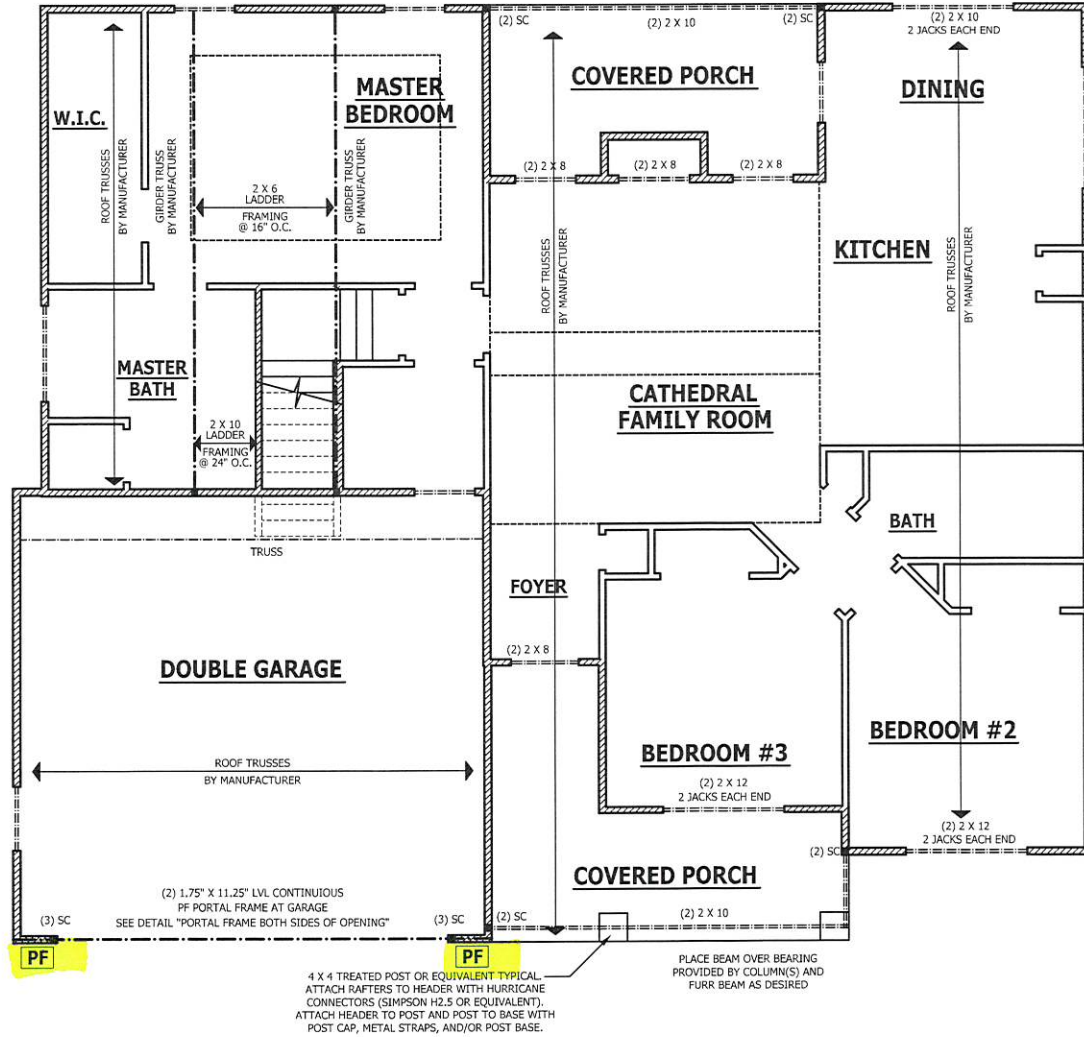 (2) SC
(2) 2 X 10
(2) SC
(2) 2 X 10
2 JACKS EACH END
W.I.C.
ROOF TRUSSES
BY MANUFACTURER
GIRDER TRUSS
BY MANUFACTURER
MASTER
BEDROOM
2 X 6
LADDER
FRAMING
@ 16" O.C.
GIRDER TRUSS
BY MANUFACTURER
COVERED PORCH
DINING
(2) 2 X 8
(2) 2 X 8
(2) 2 X 8
ROOF TRUSSES
BY MANUFACTURER
KITCHEN
ROOF TRUSSES
BY MANUFACTURER
MASTER
BATH
2 X 10
LADDER
FRAMING
@ 24" O.C.
CATHEDRAL
FAMILY ROOM
BATH
TRUSS
FOYER
(2) 2 X 8
DOUBLE GARAGE
ROOF TRUSSES
BY MANUFACTURER
BEDROOM #3
(2) 2 X 12
2 JACKS EACH END
BEDROOM #2
(2) 2 X 12
2 JACKS EACH END
(2) SC
COVERED PORCH
(2) 1.75" X 11.25" LVL CONTINUIOUS
PF PORTAL FRAME AT GARAGE
SEE DETAIL "PORTAL FRAME BOTH SIDES OF OPENING"
(3) SC
(3) SC
(2) SC
(2) 2 X 10
PF
PF
4 X 4 TREATED POST OR EQUIVALENT TYPICAL.
ATTACH RAFTERS TO HEADER WITH HURRICANE
CONNECTORS (SIMPSON H2.5 OR EQUIVALENT).
ATTACH HEADER TO POST AND POST TO BASE WITH
POST CAP, METAL STRAPS, AND/OR POST BASE.
PLACE BEAM OVER BEARING
PROVIDED BY COLUMN(S) AND
FURR BEAM AS DESIRED